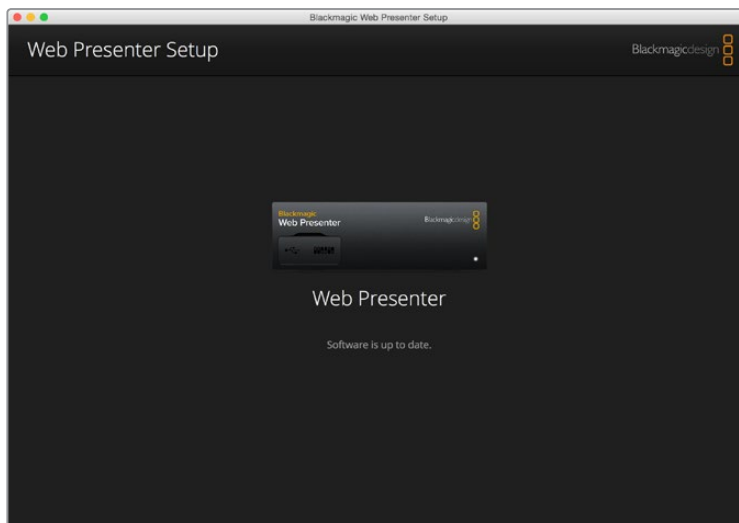 Blackmagic Web Presenter Setup
Web Presenter Setup
Blackmagicdesign
Blackmagic
Web Presenter
Blackmagicdesign
Web Presenter
Software is up to date.